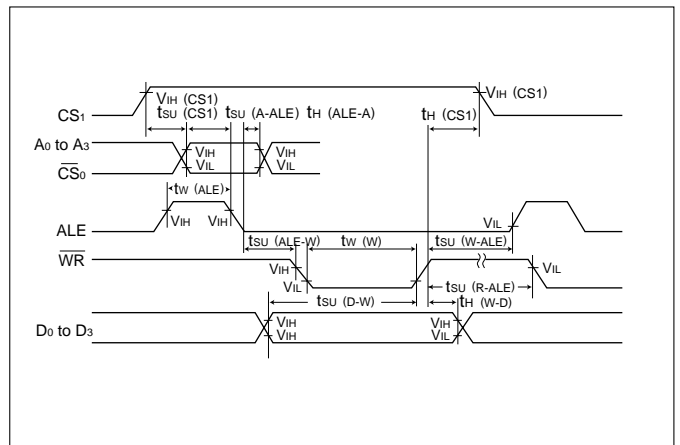 VIH (CS1) VIH (CS1)
tSU (CS1) tSU (A-ALE) tH (ALE-A) tH (CS1)
CS1
A0 to A3 VIH VIH
CS0 VIL VIL
tW (ALE)
VIH VIH VIL
ALE
tSU (ALE-W) tW (W) tSU (W-ALE)
WR VIH VIL
VIL tSU (R-ALE)
tSU (D-W) tH (W-D)
D0 to D3 VIH VIH
VIH VIL